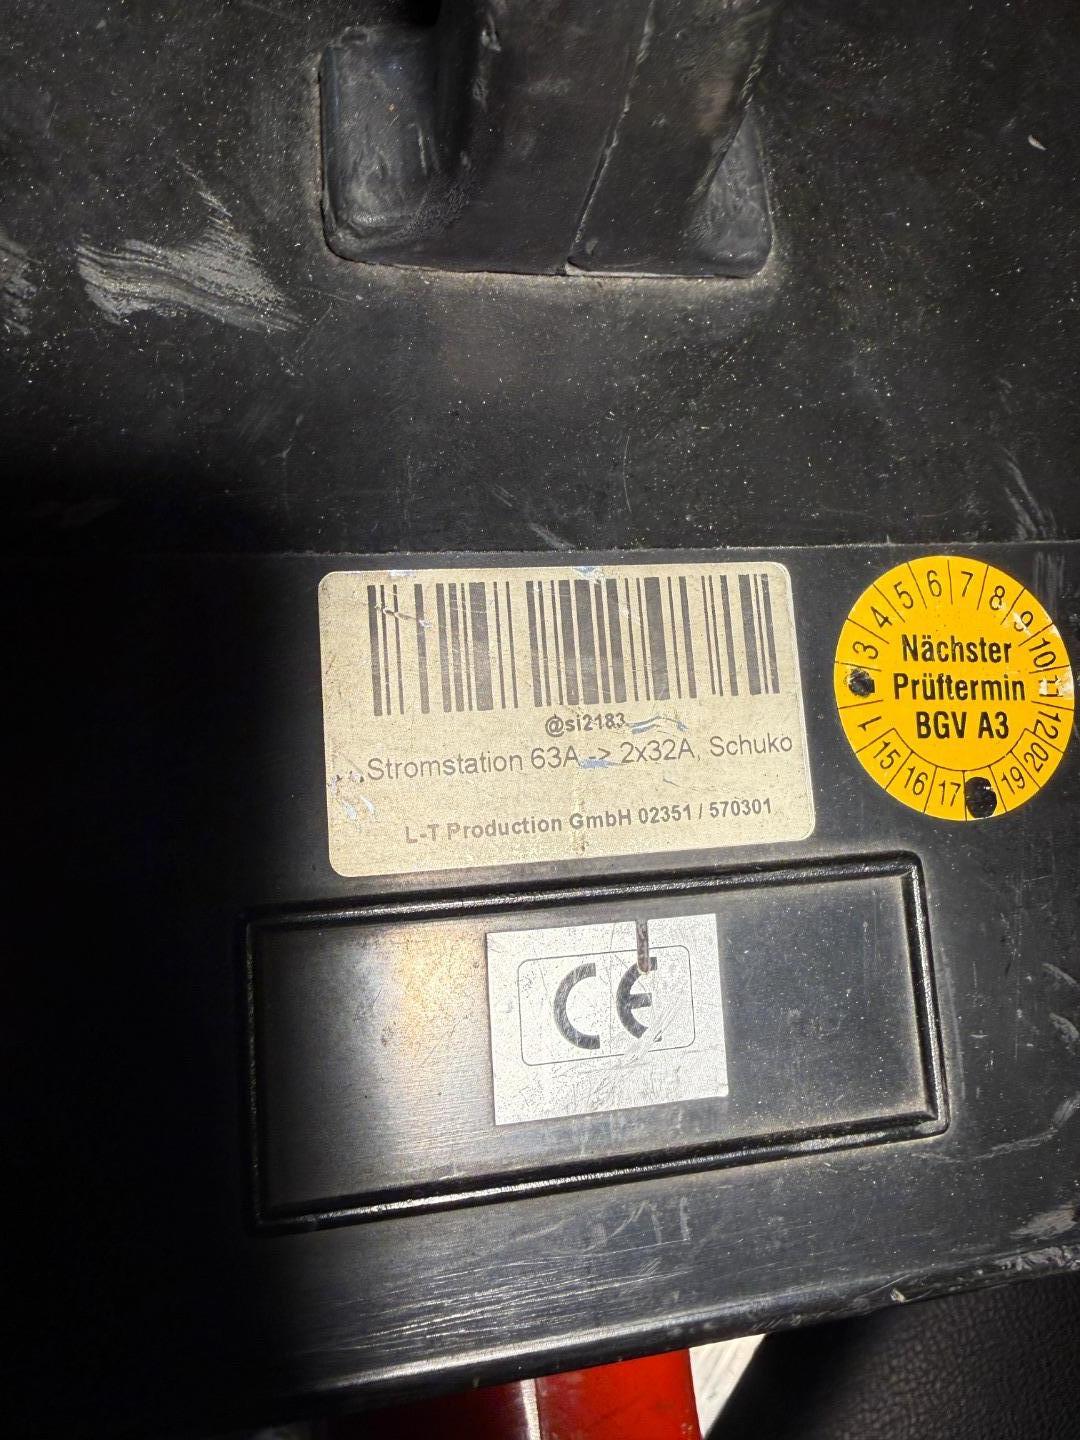 @si2183
Stromstation 63A -> 2x32A, Schuko
L-T Production GmbH 02351 / 570301
1 3 4 5 6 7 8 9 10 11 12
Nächster
Prüftermin
BGV A3
15 16 17 19 20
CE